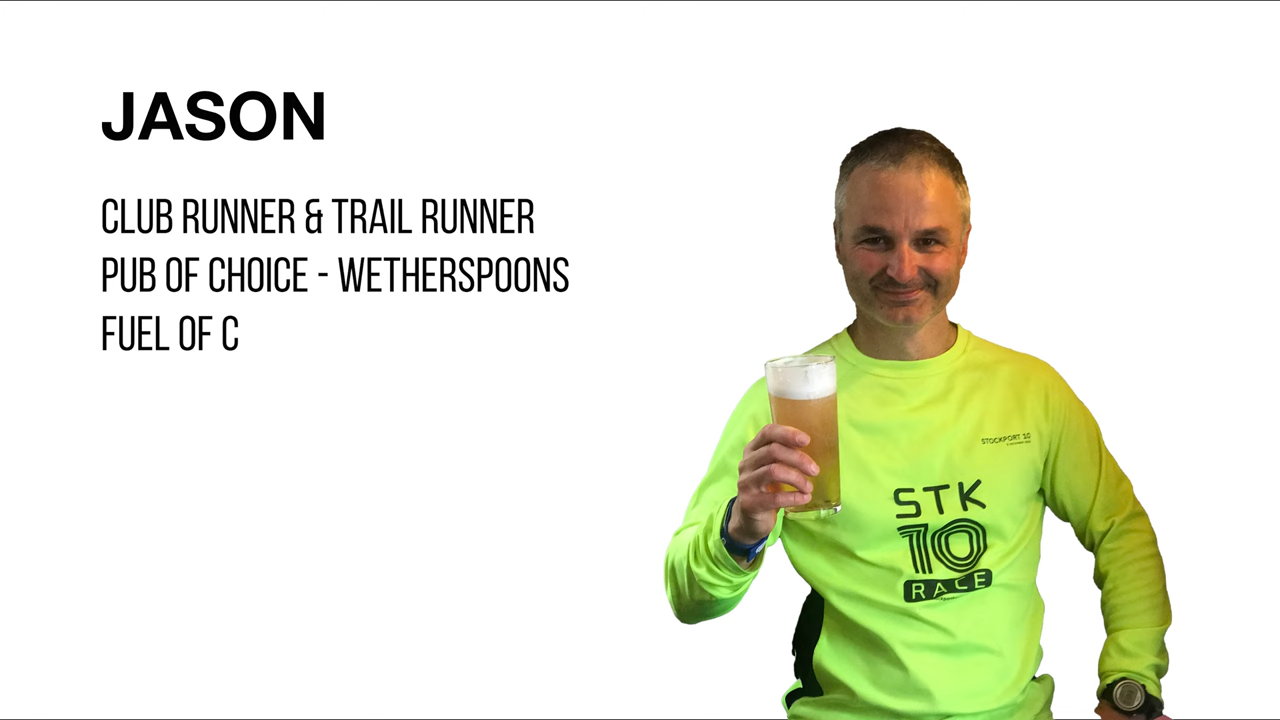 JASON
CLUB RUNNER & TRAIL RUNNER
PUB OF CHOICE - WETHERSPOONS
FUEL OF C
STOCKPORT 10
STK
10
RACE